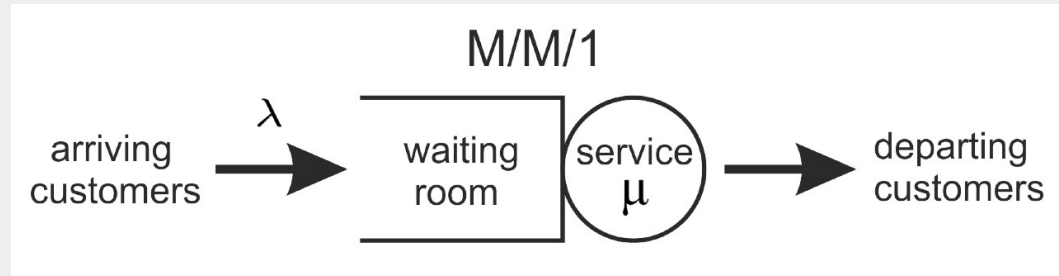 M/M/1
λ
arriving
customers
waiting
room
service
μ
departing
customers